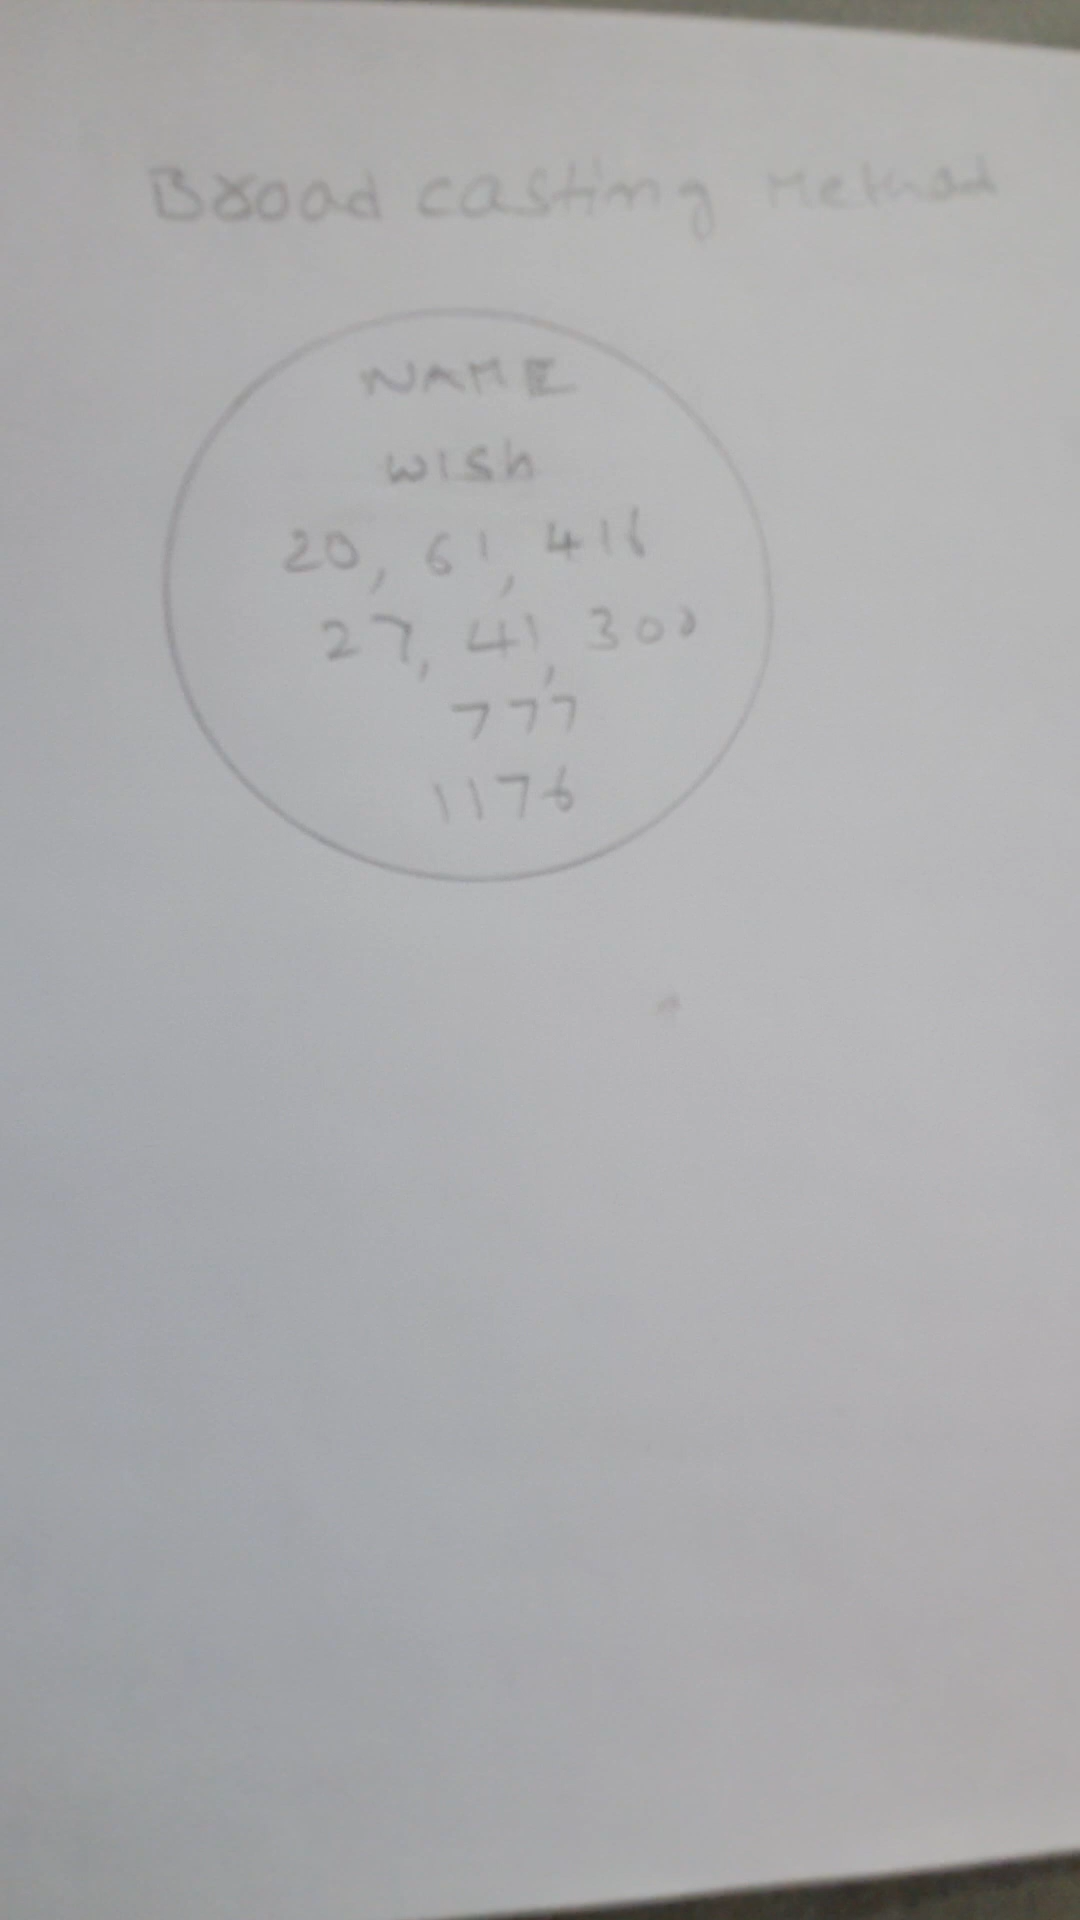 Broad casting Method
NAME
wish
20, 61, 416
27, 41, 300
777
1176